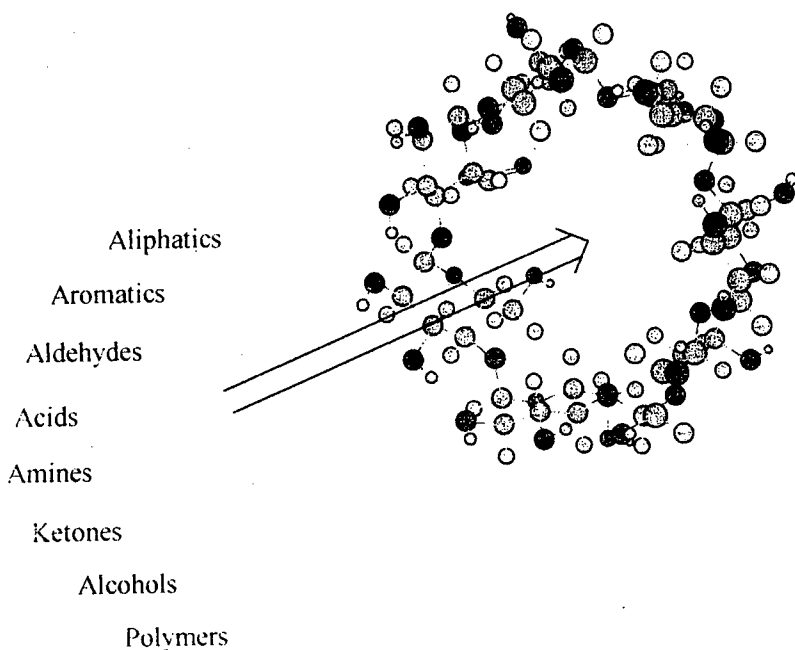 Aliphatics
Aromatics
Aldehydes
Acids
Amines
Ketones
Alcohols
Polymers